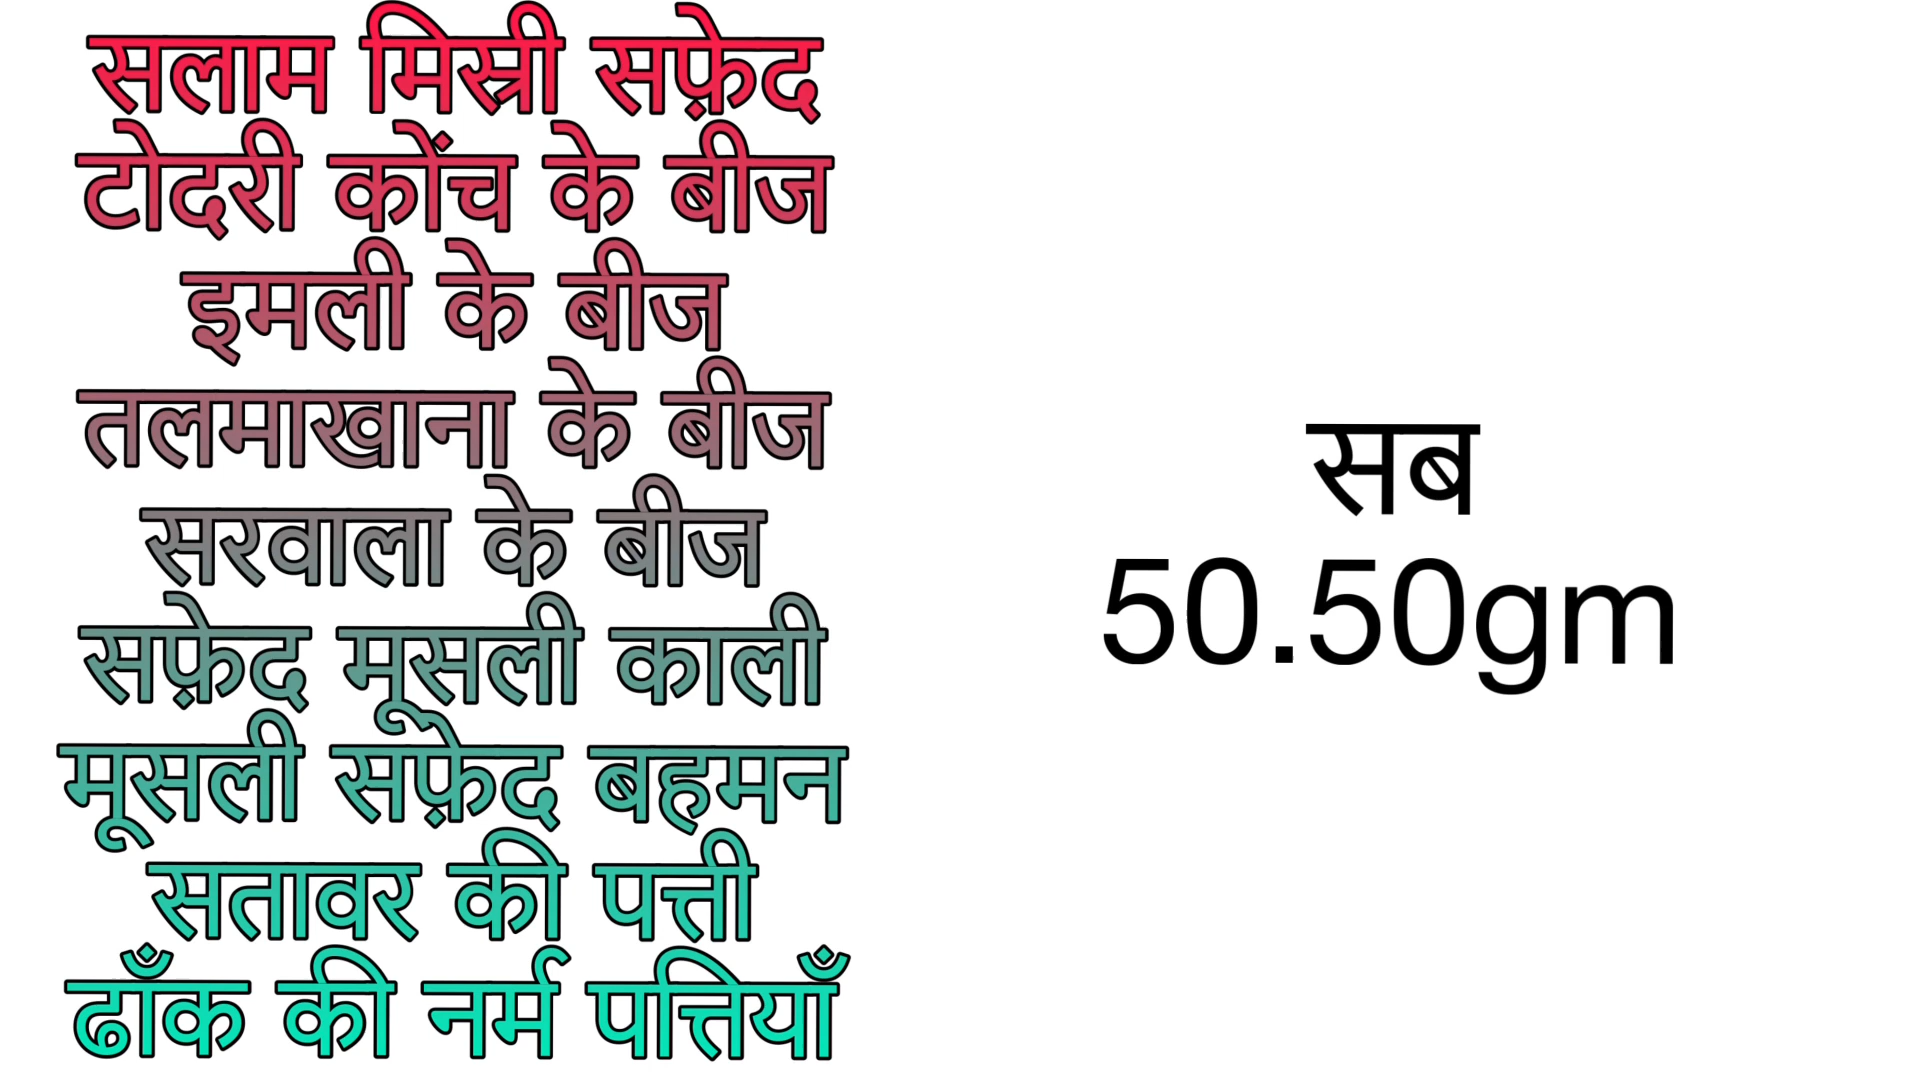 सलाम मिस्री सफ़ेद
टोदरी कोंच के बीज
इमली के बीज
तलमाखाना के बीज
सरवाला के बीज
सफ़ेद मूसली काली
मूसली सफ़ेद बहमन
सतावर की पत्ती
ढाँक की नर्म पत्तियाँ
सब
50.50gm